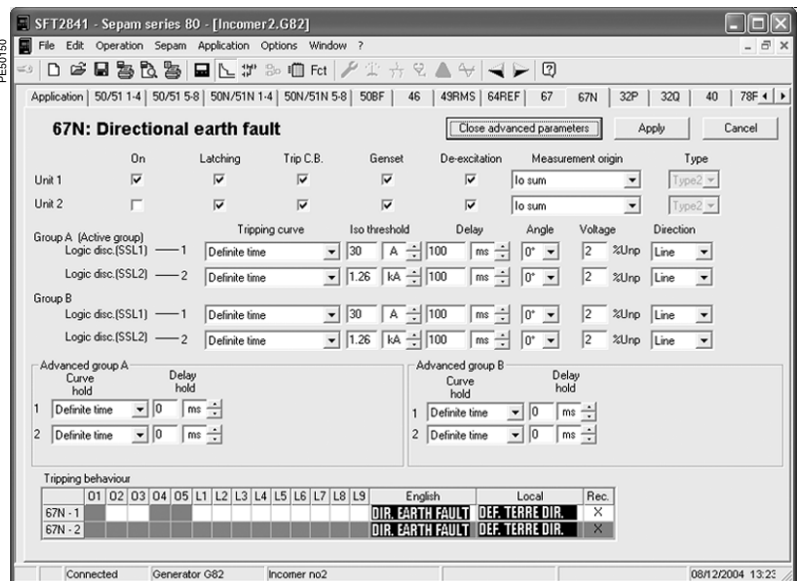 PE50150
SFT2841 - Sepam series 80 - [Incomer2.G82]
File Edit Operation Sepam Application Options Window ?
Fct
Application 50/51 1-4 50/51 5-8 50N/51N 1-4 50N/51N 5-8 50BF 46 49RMS 64REF 67 67N 32P 32Q 40 78F
67N: Directional earth fault Close advanced parameters Apply Cancel
On Latching Trip C.B. Genset De-excitation Measurement origin Type
Unit 1 Io sum Type2
Unit 2 Io sum Type2
Tripping curve Iso threshold Delay Angle Voltage Direction
Group A (Active group)
Logic disc.(SSL1) 1 Definite time 30 A 100 ms 0° 2 %Unp Line
Logic disc.(SSL2) 2 Definite time 1.26 kA 100 ms 0° 2 %Unp Line
Group B
Logic disc.(SSL1) 1 Definite time 30 A 100 ms 0° 2 %Unp Line
Logic disc.(SSL2) 2 Definite time 1.26 kA 100 ms 0° 2 %Unp Line
Advanced group A
Curve hold Delay hold
1 Definite time 0 ms
2 Definite time 0 ms
Advanced group B
Curve hold Delay hold
1 Definite time 0 ms
2 Definite time 0 ms
Tripping behaviour
O1 O2 O3 O4 O5 L1 L2 L3 L4 L5 L6 L7 L8 L9 English Local Rec.
67N - 1 DIR. EARTH FAULT DEF. TERRE DIR. X
67N - 2 DIR. EARTH FAULT DEF. TERRE DIR. X
Connected Generator G82 Incomer no2 08/12/2004 13:23